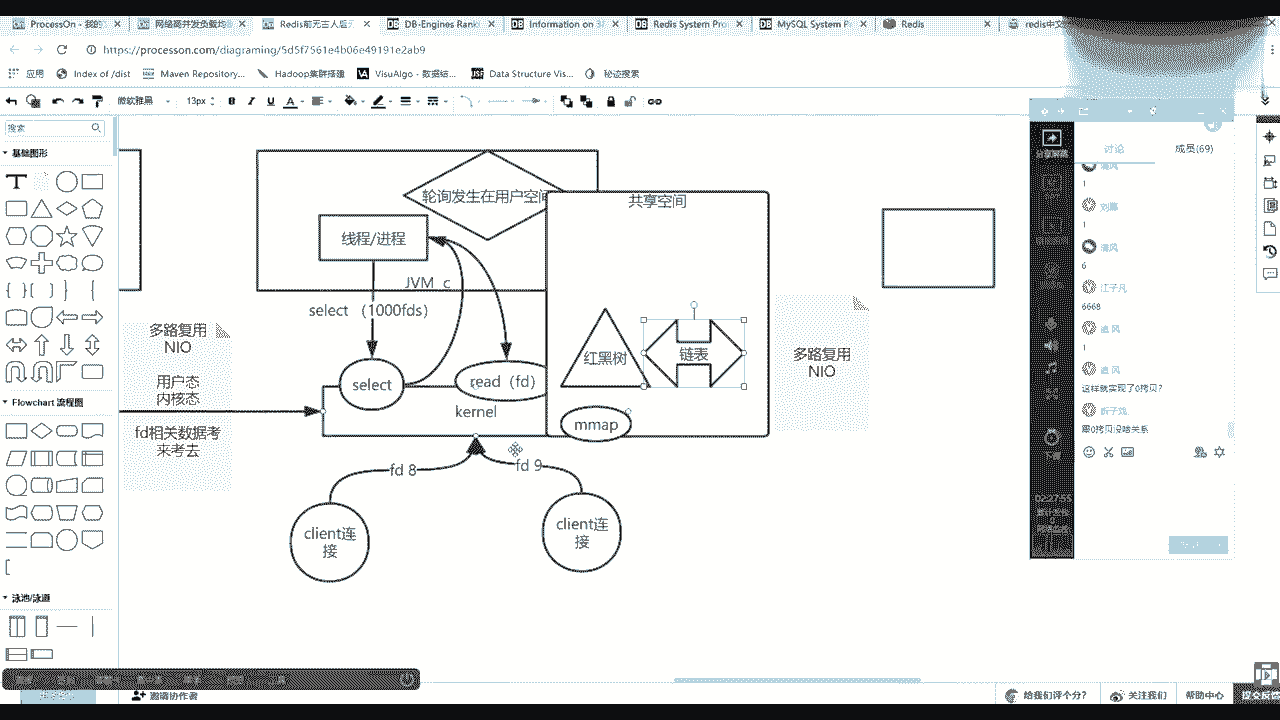 ProcessOn - 我的
网络离并发负载均
Redis前无古人最
DB-Engines Rank
Information on
Redis System Pro
MySQL System P
Redis
redis中文
https://processon.com/diagraming/5d5f7561e4b06e49191e2ab9
应用
Index of /dist
Maven Repository...
Hadoop集群搭建
VisuAlgo - 数据结...
Data Structure Vis...
秘迹搜索
微软雅黑
13px
搜索
基础图形
Flowchart 流程图
泳池/泳道
轮询发生在用户空间
共享空间
线程/进程
JVM c
select （1000fds）
多路复用
NIO
用户态
内核态
fd相关数据考
来考去
select
read（fd）
kernel
红黑树
链表
mmap
多路复用
NIO
fd 8
fd 9
client连
接
client连
接
讨论
成员(69)
清风
1
刘鹏
1
清风
6
江子凡
6668
追风
1
追风
这样就实现了0拷贝?
跟0拷贝没啥关系
02:27:55
邀请协作者
给我们评个分?
关注我们
帮助中心
提交反馈